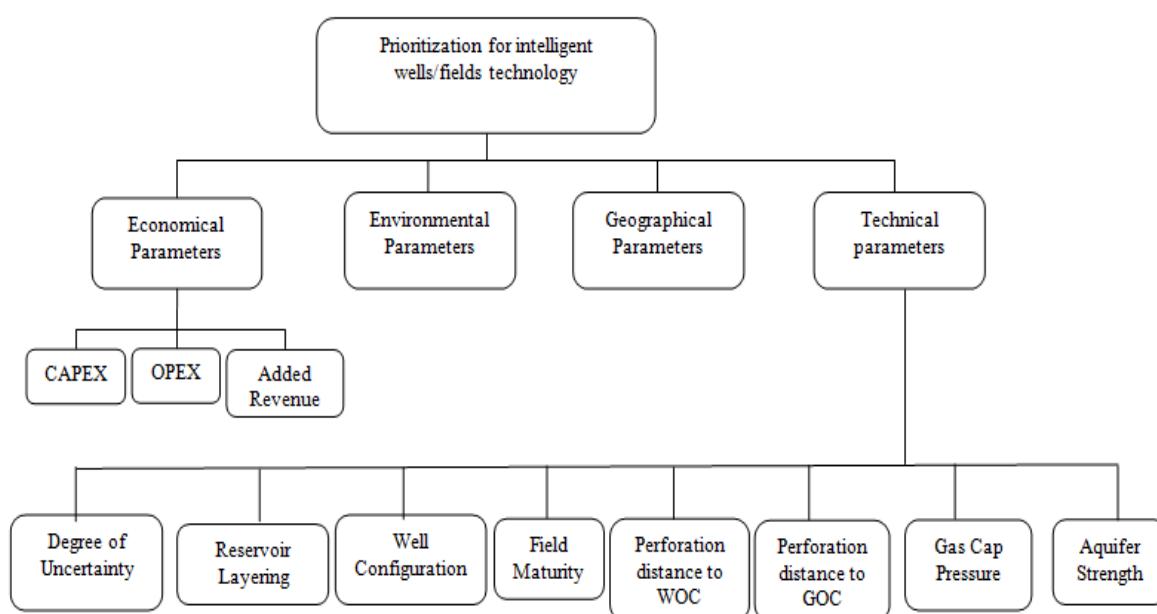 Prioritization for intelligent
wells/fields technology
Economical
Parameters
Environmental
Parameters
Geographical
Parameters
Technical
parameters
CAPEX
OPEX
Added
Revenue
Degree of
Uncertainty
Reservoir
Layering
Well
Configuration
Field
Maturity
Perforation
distance to
WOC
Perforation
distance to
GOC
Gas Cap
Pressure
Aquifer
Strength